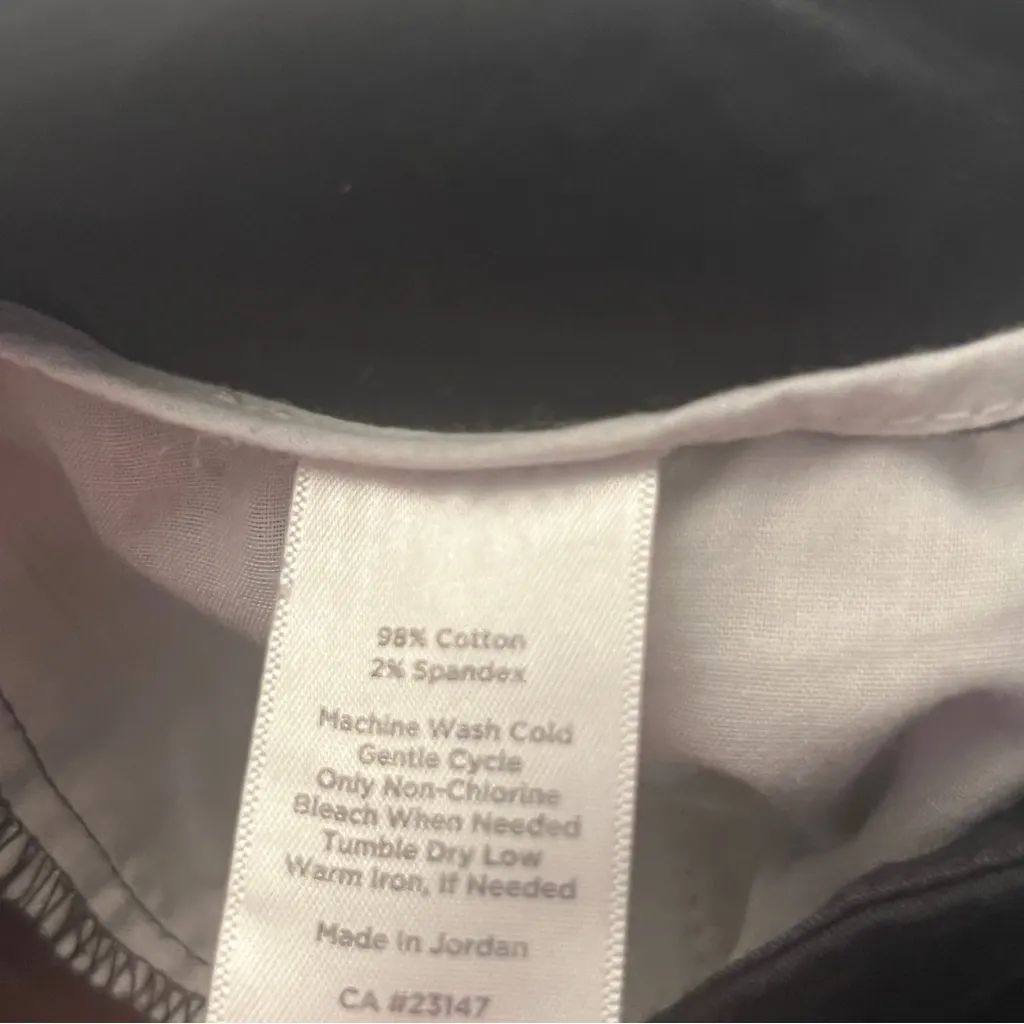 98% Cotton
2% Spandex
Machine Wash Cold
Gentle Cycle
Only Non-Chlorine
Bleach When Needed
Tumble Dry Low
Warm Iron, If Needed
Made In Jordan
CA #23147